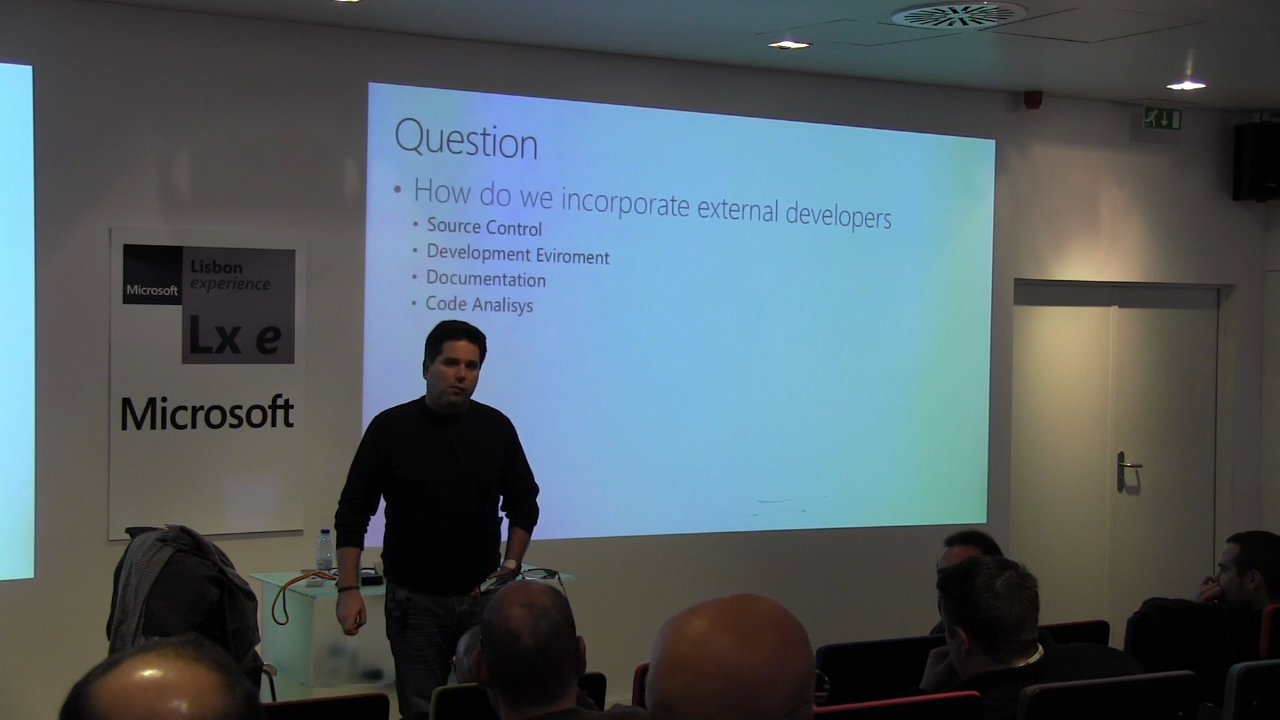 Question
• How do we incorporate external developers
• Source Control
• Development Eviroment
• Documentation
• Code Analisys
Microsoft
Lisbon
experience
Lx e
Microsoft